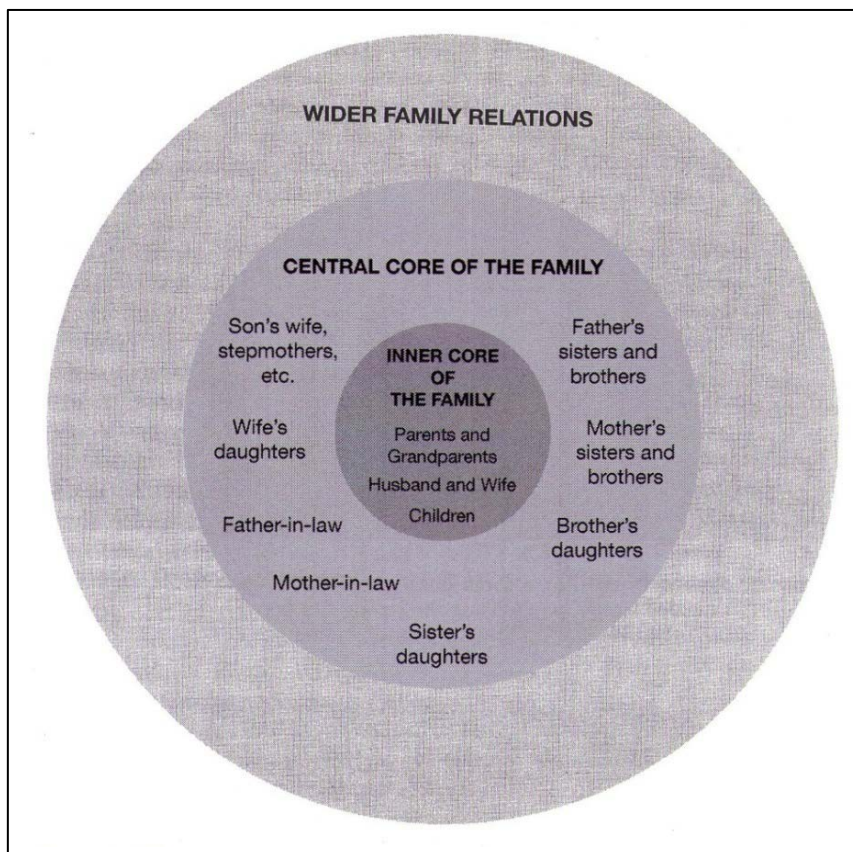 WIDER FAMILY RELATIONS
CENTRAL CORE OF THE FAMILY
Son's wife,
stepmothers,
etc.
Wife's
daughters
Father-in-law
Mother-in-law
Sister's
daughters
Father's
sisters and
brothers
Mother's
sisters and
brothers
Brother's
daughters
INNER CORE
OF
THE FAMILY
Parents and
Grandparents
Husband and Wife
Children